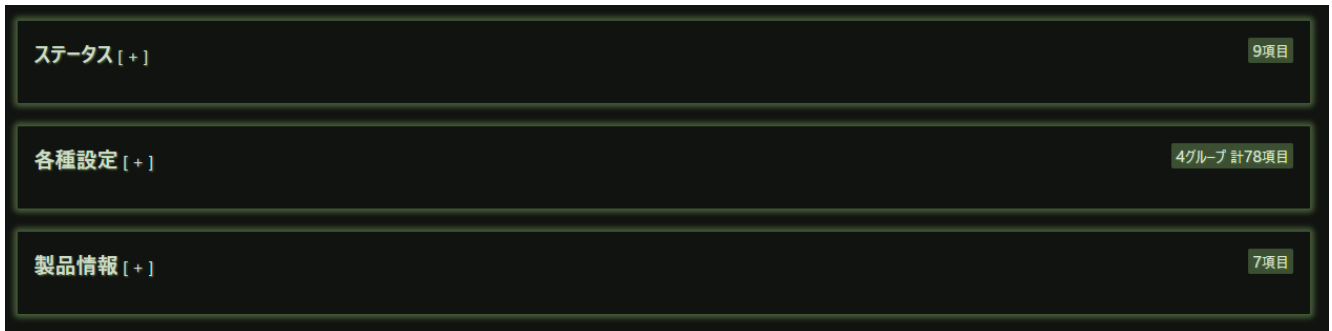 ステータス [ + ] 9項目
各種設定 [ + ] 4グループ 計78項目
製品情報 [ + ] 7項目